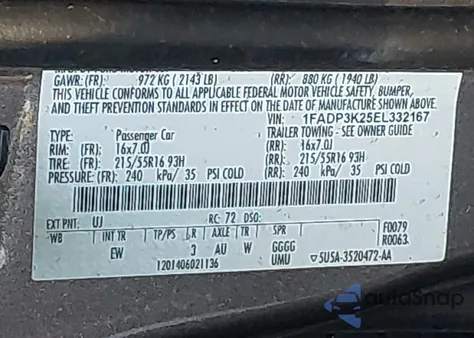 GAWR: (FR) 972 KG ( 2143 LB) (RR) 880 KG ( 1940 LB)
THIS VEHICLE CONFORMS TO ALL APPLICABLE FEDERAL MOTOR VEHICLE SAFETY, BUMPER,
AND THEFT PREVENTION STANDARDS IN EFFECT ON THE DATE OF MANUFACTURE SHOWN ABOVE.
VIN: 1FADP3K25EL332167
TYPE: Passenger Car TRAILER TOWING - SEE OWNER GUIDE
RIM: (FR) 16x7.0J (RR) 16x7.0J
TIRE: (FR) 215/55R16 93H (RR) 215/55R16 93H
PRESSURE: (FR) 240 kPa/ 35 PSI COLD (RR) 240 kPa/ 35 PSI COLD
EXT PNT: UJ RC: 72 DSO: F0079
WB INT TR TP/PS R AXLE TR SPR R0063
EW 3 AU W GGGG
1201406021136 UMU ▽5U5A-3520472-AA
autoSnap